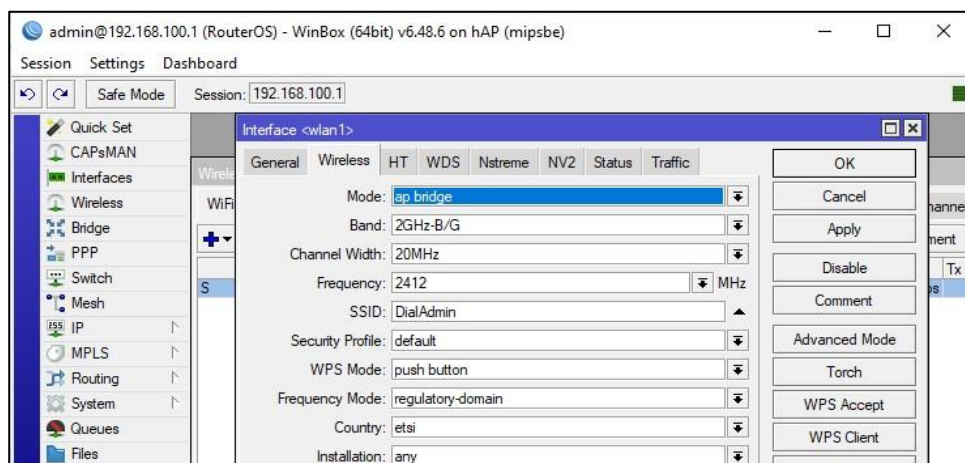 admin@192.168.100.1 (RouterOS) - WinBox (64bit) v6.48.6 on hAP (mipsbe)
Session Settings Dashboard
Safe Mode Session: 192.168.100.1
Quick Set
CAPsMAN
Interfaces
Wireless
Bridge
PPP
Switch
Mesh
255 IP
MPLS
Routing
System
Queues
Files
WiFi
S
Interface <wlan1>
General Wireless HT WDS Nstreme NV2 Status Traffic
Mode: ap bridge
Band: 2GHz-B/G
Channel Width: 20MHz
Frequency: 2412 MHz
SSID: DialAdmin
Security Profile: default
WPS Mode: push button
Frequency Mode: regulatory-domain
Country: etsi
Installation: any
OK
Cancel
Apply
Disable
Comment
Advanced Mode
Torch
WPS Accept
WPS Client
Tx